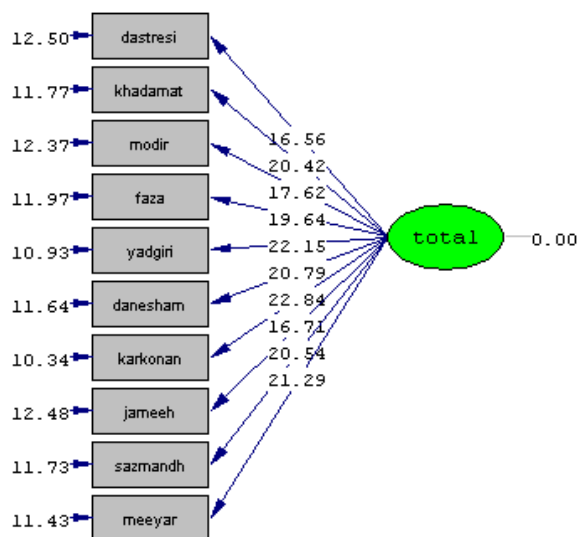 12.50 dastresi
11.77 khadamat
12.37 modir
11.97 faza
10.93 yadgiri
11.64 danesham
10.34 karkonan
12.48 jameeh
11.73 sazmandh
11.43 meeyar
16.56
20.42
17.62
19.64
22.15
20.79
22.84
16.71
20.54
21.29
total 0.00